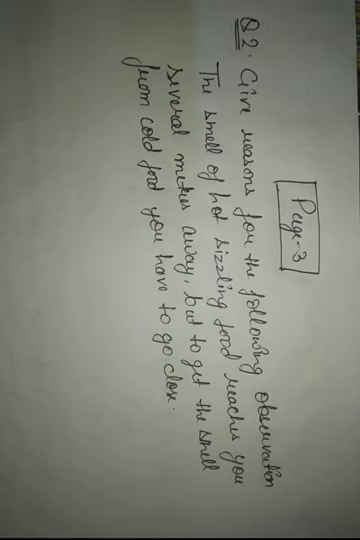 Page-3
Q2. Give reasons for the following observation
The smell of hot sizzling food reaches you
several metres away, but to get the smell
from cold food you have to go close.